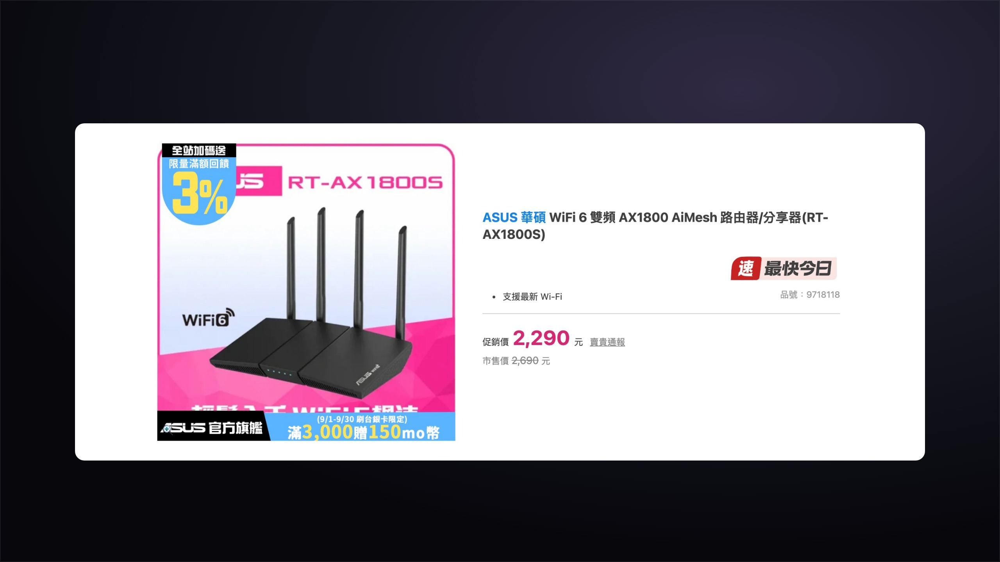 全站加碼送
限量滿額回饋
3%
RT-AX1800S
WiFi 6
ASUS WiFi6
ASUS 官方旗艦
(9/1-9/30 刷台銀卡限定)
滿3,000贈150mo幣
ASUS 華碩 WiFi 6 雙頻 AX1800 AiMesh 路由器/分享器(RT-
AX1800S)
速 最快今日
支援最新 Wi-Fi
品號：9718118
促銷價 2,290 元 賣貴通報
市售價 2,690 元